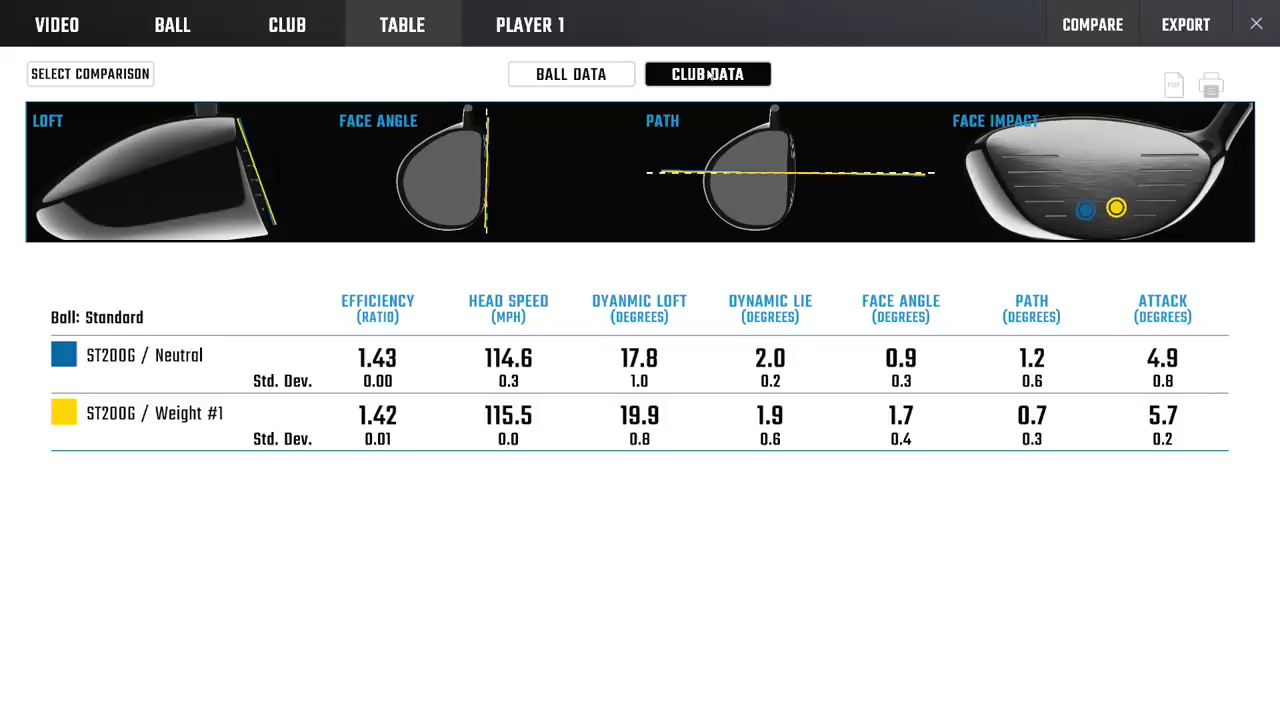 VIDEO BALL CLUB TABLE PLAYER 1 COMPARE EXPORT
SELECT COMPARISON BALL DATA CLUB DATA
PDF
LOFT FACE ANGLE PATH FACE IMPACT
EFFICIENCY HEAD SPEED DYANMIC LOFT DYNAMIC LIE FACE ANGLE PATH ATTACK
Ball: Standard (RATIO) (MPH) (DEGREES) (DEGREES) (DEGREES) (DEGREES) (DEGREES)
ST200G / Neutral 1.43 114.6 17.8 2.0 0.9 1.2 4.9
Std. Dev. 0.00 0.3 1.0 0.2 0.3 0.6 0.8
ST200G / Weight #1 1.42 115.5 19.9 1.9 1.7 0.7 5.7
Std. Dev. 0.01 0.0 0.8 0.6 0.4 0.3 0.2